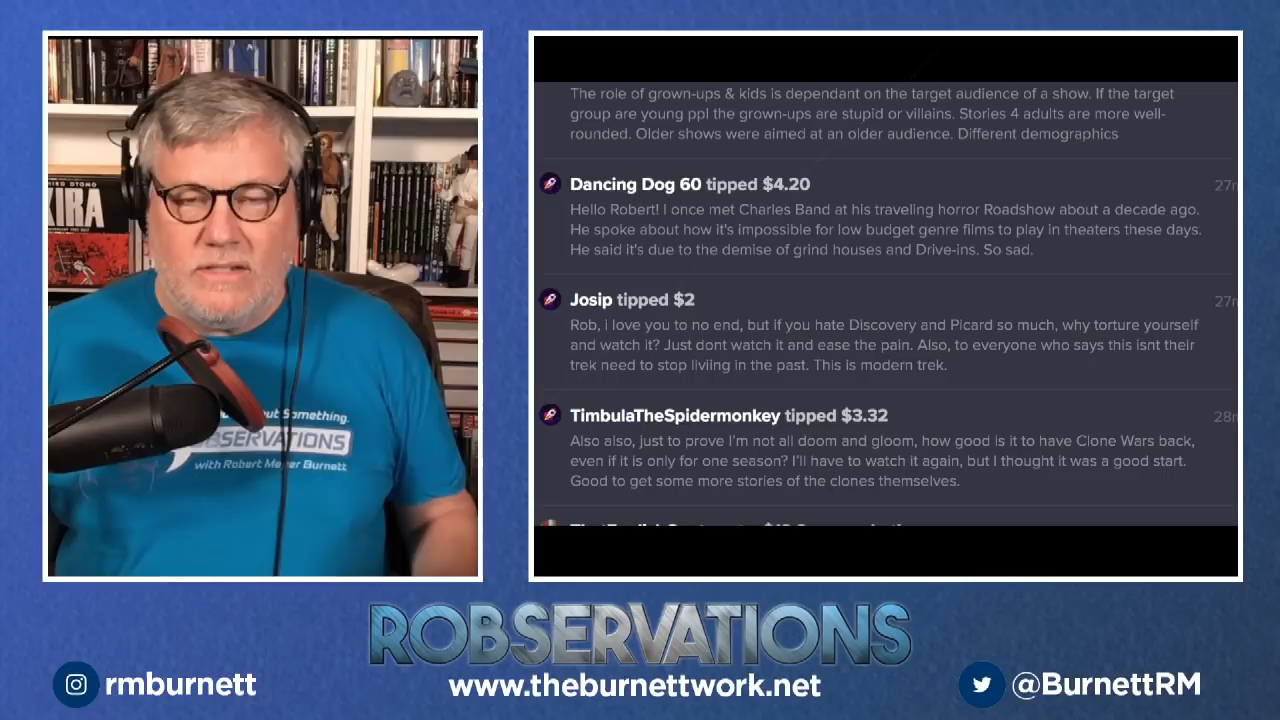 HIRO OTOMO
KIRA
out Something.
BSERVATIONS
with Robert Meyer Burnett
The role of grown-ups & kids is dependant on the target audience of a show. If the target
group are young ppl the grown-ups are stupid or villains. Stories 4 adults are more well-
rounded. Older shows were aimed at an older audience. Different demographics
Dancing Dog 60 tipped $4.20
27
Hello Robert! I once met Charles Band at his traveling horror Roadshow about a decade ago.
He spoke about how it's impossible for low budget genre films to play in theaters these days.
He said it's due to the demise of grind houses and Drive-ins. So sad.
Josip tipped $2
27
Rob, i love you to no end, but if you hate Discovery and Picard so much, why torture yourself
and watch it? Just dont watch it and ease the pain. Also, to everyone who says this isnt their
trek need to stop liviing in the past. This is modern trek.
TimbulaTheSpidermonkey tipped $3.32
28
Also also, just to prove I'm not all doom and gloom, how good is it to have Clone Wars back,
even if it is only for one season? I'll have to watch it again, but I thought it was a good start.
Good to get some more stories of the clones themselves.
ROBSERVATIONS
rmburnett
www.theburnettwork.net
@BurnettRM